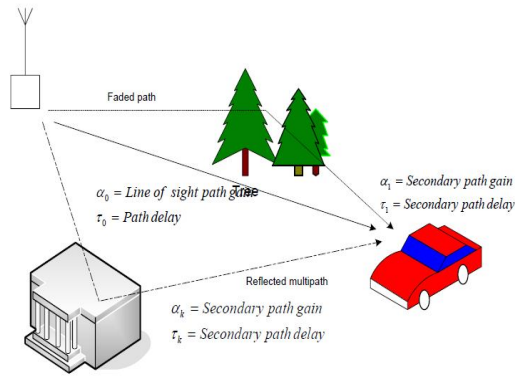 Faded path
α₀ = Line of sight path gain
Tree
τ₀ = Path delay
α₁ = Secondary path gain
τ₁ = Secondary path delay
Reflected multipath
αₖ = Secondary path gain
τₖ = Secondary path delay